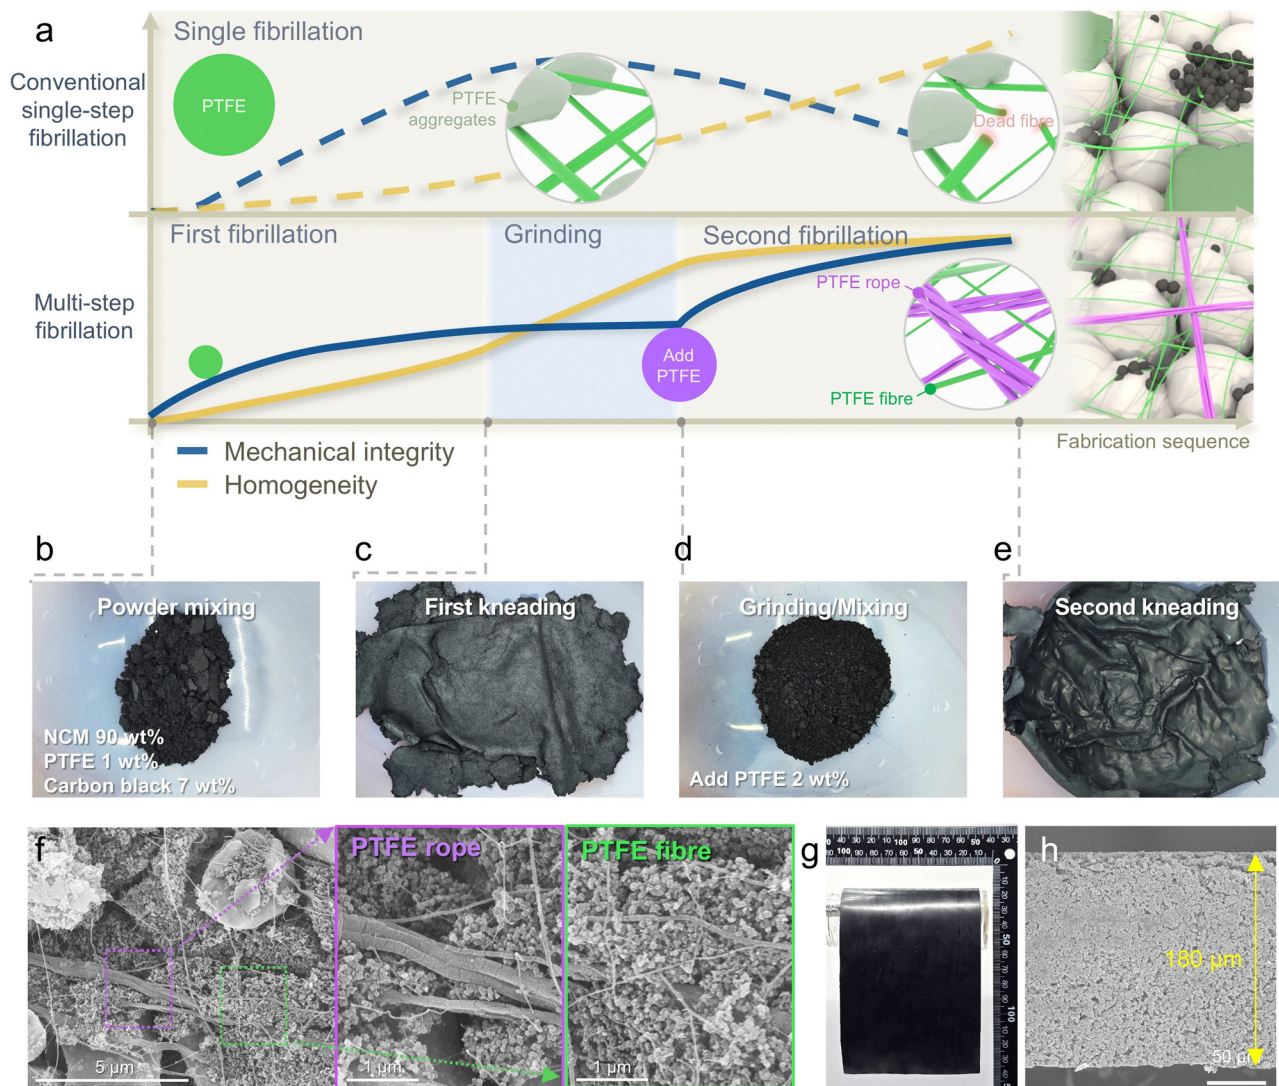 a
Single fibrillation
Conventional
single-step
fibrillation
PTFE
PTFE
aggregates
Dead fibre
First fibrillation
Grinding
Second fibrillation
Multi-step
fibrillation
PTFE rope
Add
PTFE
PTFE fibre
Fabrication sequence
Mechanical integrity
Homogeneity
b
Powder mixing
NCM 90 wt%
PTFE 1 wt%
Carbon black 7 wt%
c
First kneading
d
Grinding/Mixing
Add PTFE 2 wt%
e
Second kneading
f
5 µm
PTFE rope
1 µm
PTFE fibre
1 µm
g
h
180 µm
50 µm